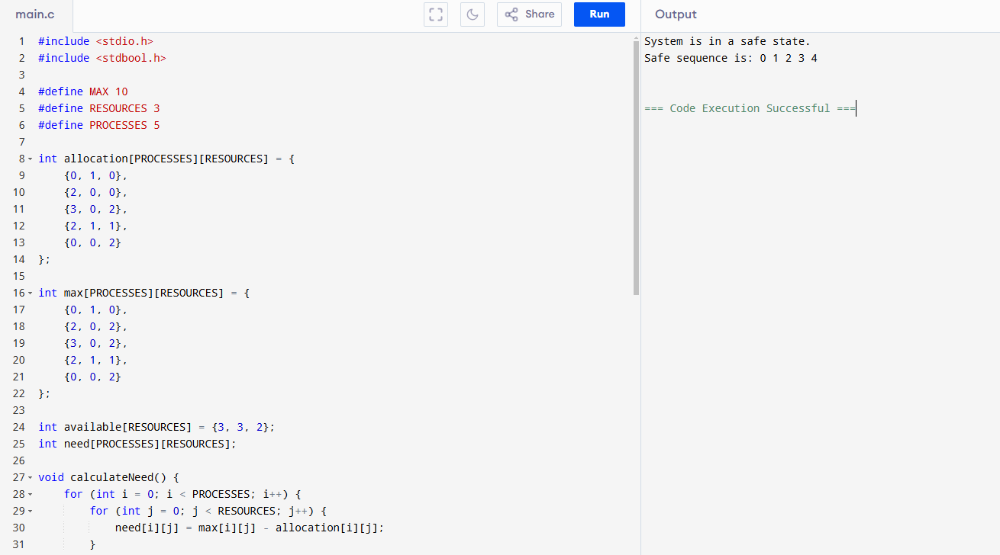 main.c
Share
Run
Output
1 #include <stdio.h>
2 #include <stdbool.h>
3
4 #define MAX 10
5 #define RESOURCES 3
6 #define PROCESSES 5
7
8 int allocation[PROCESSES][RESOURCES] = {
9     {0, 1, 0},
10     {2, 0, 0},
11     {3, 0, 2},
12     {2, 1, 1},
13     {0, 0, 2}
14 };
15
16 int max[PROCESSES][RESOURCES] = {
17     {0, 1, 0},
18     {2, 0, 2},
19     {3, 0, 2},
20     {2, 1, 1},
21     {0, 0, 2}
22 };
23
24 int available[RESOURCES] = {3, 3, 2};
25 int need[PROCESSES][RESOURCES];
26
27 void calculateNeed() {
28     for (int i = 0; i < PROCESSES; i++) {
29         for (int j = 0; j < RESOURCES; j++) {
30             need[i][j] = max[i][j] - allocation[i][j];
31         }
System is in a safe state.
Safe sequence is: 0 1 2 3 4
=== Code Execution Successful ===